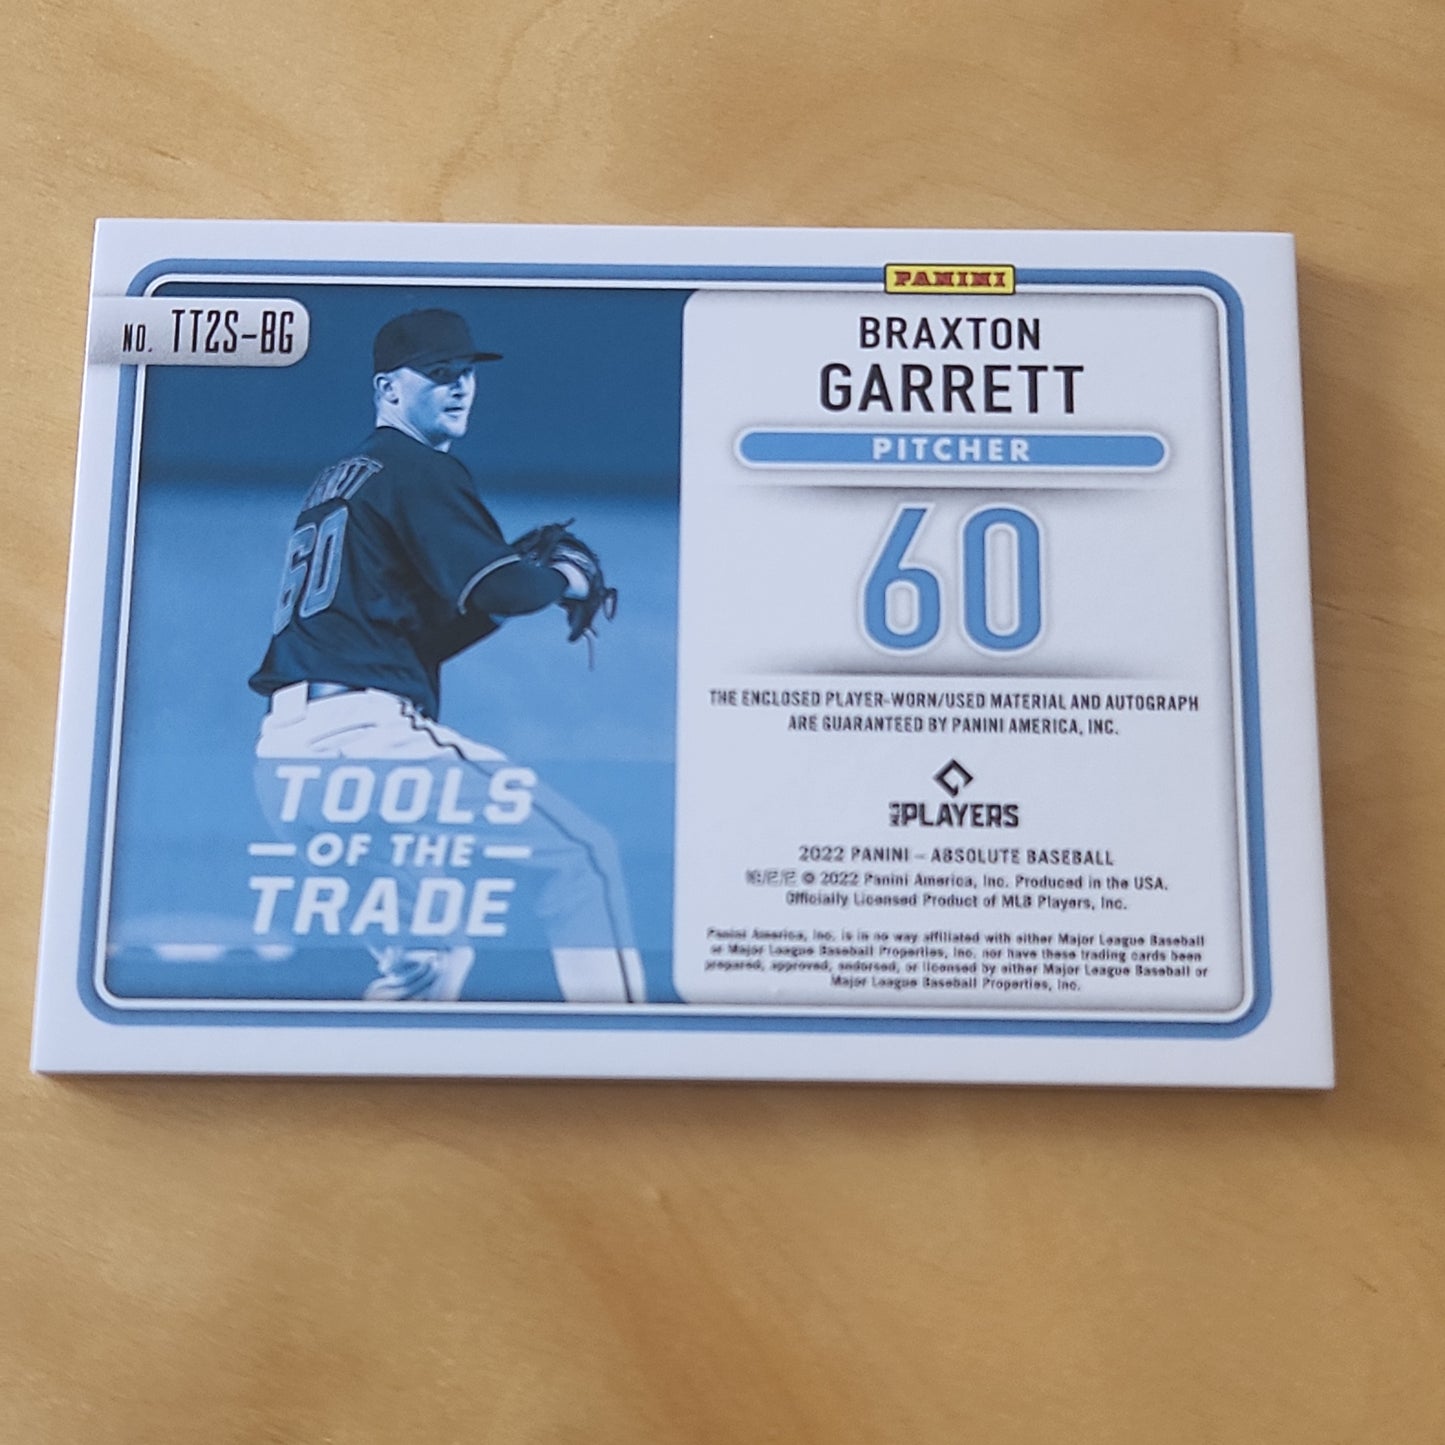 NO. TT2S-BG
PANINI
BRAXTON
GARRETT
PITCHER
60
THE ENCLOSED PLAYER-WORN/USED MATERIAL AND AUTOGRAPH
ARE GUARANTEED BY PANINI AMERICA, INC.
PLAYERS
2022 PANINI – ABSOLUTE BASEBALL
© 2022 Panini America, Inc. Produced in the USA.
Officially Licensed Product of MLB Players, Inc.
Panini America, Inc. is in no way affiliated with either Major League Baseball
or Major League Baseball Properties, Inc. nor have these trading cards been
prepared, approved, endorsed, or licensed by either Major League Baseball or
Major League Baseball Properties, Inc.
60
TOOLS
OF THE
TRADE